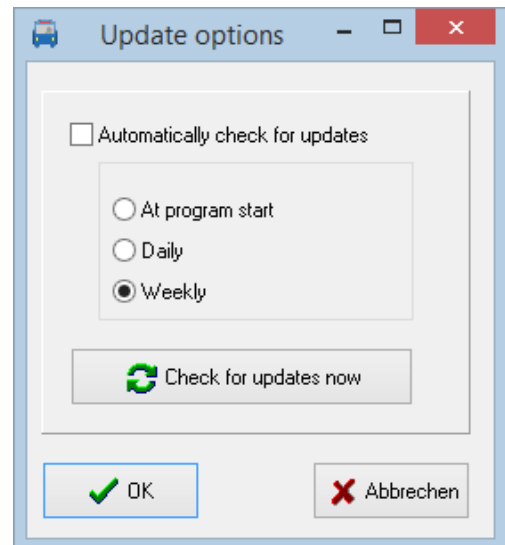 Update options
Automatically check for updates
At program start
Daily
Weekly
Check for updates now
OK
Abbrechen